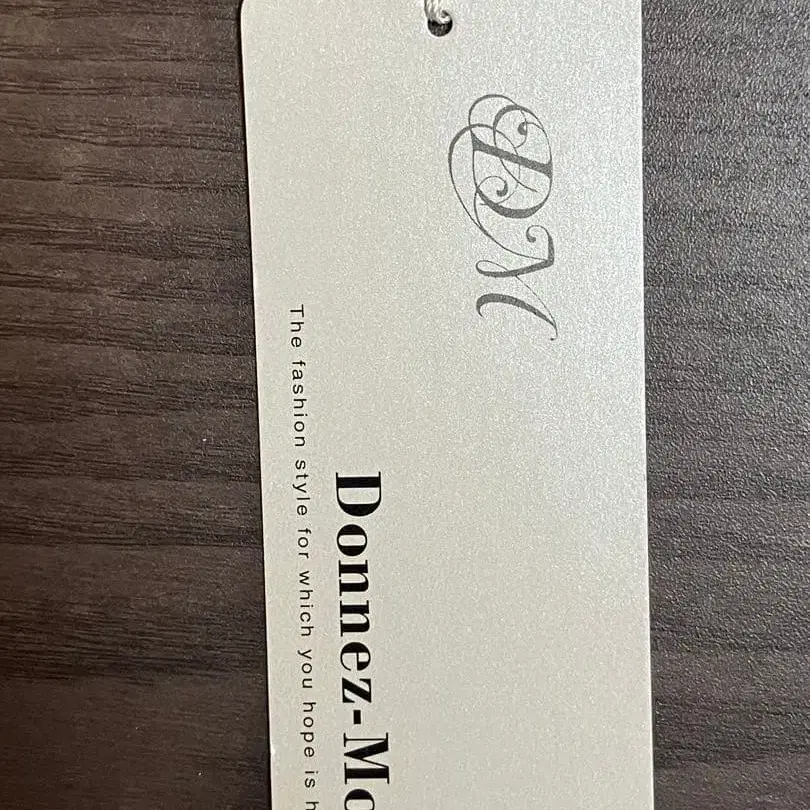 DM
Donnez-Mo
The fashion style for which you hope is h